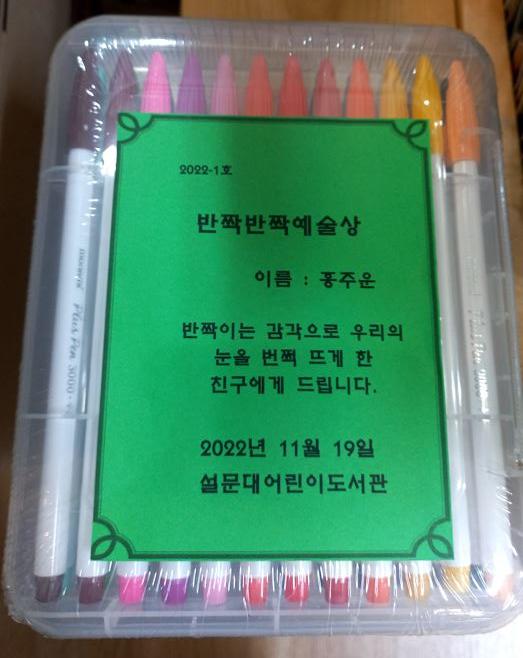 2022-1호
반짝반짝예술상
이름 : 홍주운
반짝이는 감각으로 우리의
눈을 번쩍 뜨게 한
친구에게 드립니다.
2022년 11월 19일
설문대어린이도서관
Plus Pen 3000